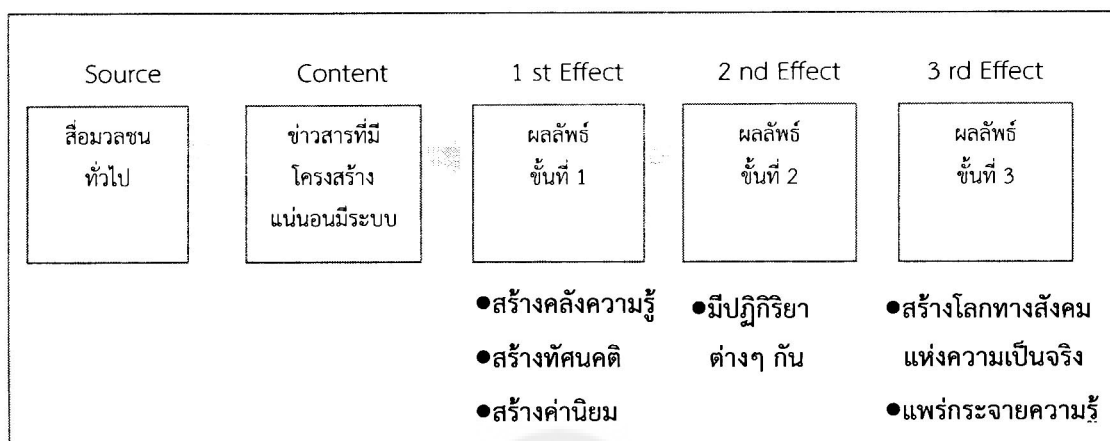 Source
Content
1 st Effect
2 nd Effect
3 rd Effect
สื่อมวลชน
ทั่วไป
ข่าวสารที่มี
โครงสร้าง
แน่นอนมีระบบ
ผลลัพธ์
ขั้นที่ 1
ผลลัพธ์
ขั้นที่ 2
ผลลัพธ์
ขั้นที่ 3
●สร้างคลังความรู้
●สร้างทัศนคติ
●สร้างค่านิยม
●มีปฏิกิริยา
ต่างๆ กัน
●สร้างโลกทางสังคม
แห่งความเป็นจริง
●แพร่กระจายความรู้